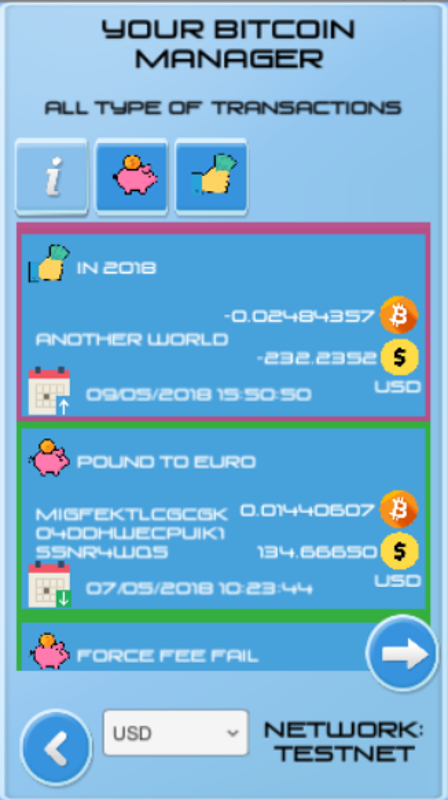 YOUR BITCOIN
MANAGER
ALL TYPE OF TRANSACTIONS
i
IN 2018
-0.02484357
ANOTHER WORLD
-232.2352
USD
09/05/2018 15:50:50
POUND TO EURO
0.01440607
MIGFEKTLCGCGK
04DDHWECPUIK1
SSNR4WQS
134.66650
USD
07/05/2018 10:23:44
FORCE FEE FAIL
USD
NETWORK:
TESTNET